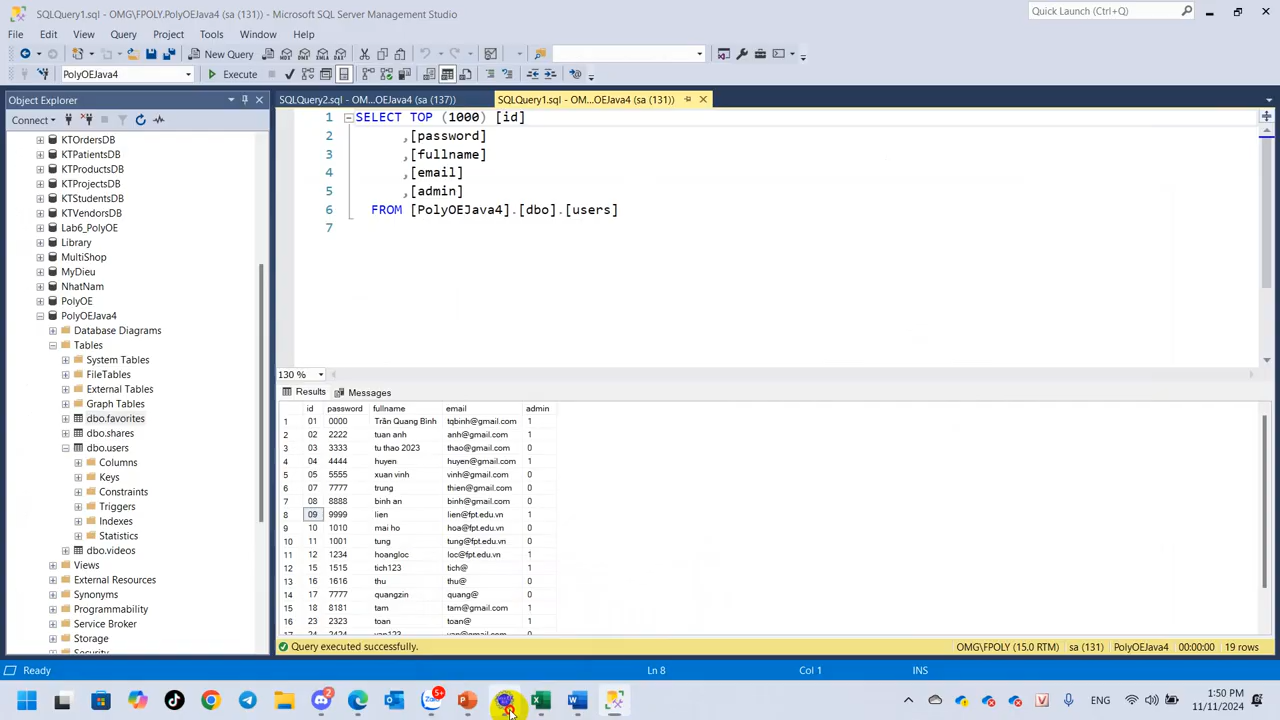 SQLQuery1.sql - OMG\FPOLY.PolyOEJava4 (sa (131)) - Microsoft SQL Server Management Studio
Quick Launch (Ctrl+Q)
File Edit View Query Project Tools Window Help
New Query
PolyOEJava4 Execute
Object Explorer
SQLQuery2.sql - OM...OEJava4 (sa (137))
SQLQuery1.sql - OM...OEJava4 (sa (131))
Connect
KTOrdersDB
KTPatientsDB
KTProductsDB
KTProjectsDB
KTStudentsDB
KTVendorsDB
Lab6_PolyOE
Library
MultiShop
MyDieu
NhatNam
PolyOE
PolyOEJava4
Database Diagrams
Tables
System Tables
FileTables
External Tables
Graph Tables
dbo.favorites
dbo.shares
dbo.users
Columns
Keys
Constraints
Triggers
Indexes
Statistics
dbo.videos
Views
External Resources
Synonyms
Programmability
Service Broker
Storage
Security
1 SELECT TOP (1000) [id]
2 ,[password]
3 ,[fullname]
4 ,[email]
5 ,[admin]
6 FROM [PolyOEJava4].[dbo].[users]
7
130 %
Results Messages
id password fullname email admin
1 01 0000 Trần Quang Bình tqbinh@gmail.com 1
2 02 2222 tuan anh anh@gmail.com 1
3 03 3333 tu thao 2023 thao@gmail.com 0
4 04 4444 huyen huyen@gmail.com 1
5 05 5555 xuan vinh vinh@gmail.com 0
6 07 7777 trung thien@gmail.com 0
7 08 8888 binh an binh@gmail.com 0
8 09 9999 lien lien@fpt.edu.vn 1
9 10 1010 mai ho hoa@fpt.edu.vn 0
10 11 1001 tung tung@fpt.edu.vn 0
11 12 1234 hoangloc loc@fpt.edu.vn 1
12 15 1515 tich123 tich@ 1
13 16 1616 thu thu@ 0
14 17 7777 quangzin quang@ 0
15 18 8181 tam tam@gmail.com 1
16 23 2323 toan toan@ 1
17 24 2424 van123 van@gmail.com 0
Query executed successfully.
OMG\FPOLY (15.0 RTM) sa (131) PolyOEJava4 00:00:00 19 rows
Ready Ln 8 Col 1 INS
2
5+
Zalo
ENG
1:50 PM
11/11/2024